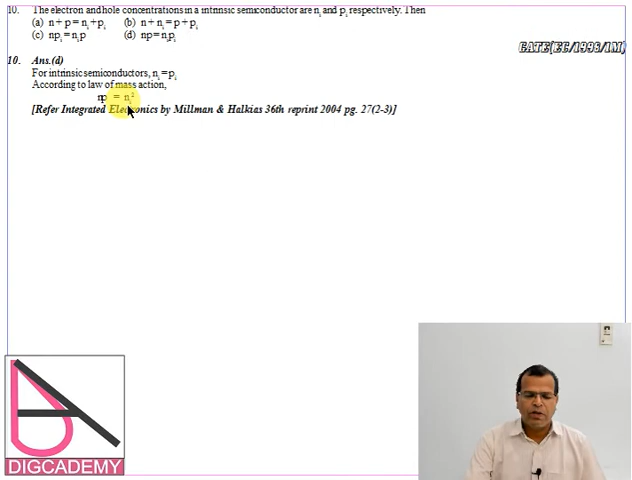 10. The electron and hole concentrations in a intrinsic semiconductor are nᵢ and pᵢ respectively. Then
(a) n + p = nᵢ + pᵢ (b) n + nᵢ = p + pᵢ
(c) npᵢ = nᵢp (d) np = nᵢpᵢ
GATE[EC/1998/1M]
10. Ans.(d)
For intrinsic semiconductors, nᵢ = pᵢ
According to law of mass action,
np = nᵢ²
[Refer Integrated Electronics by Millman & Halkias 36th reprint 2004 pg. 27(2-3)]
DIGCADEMY